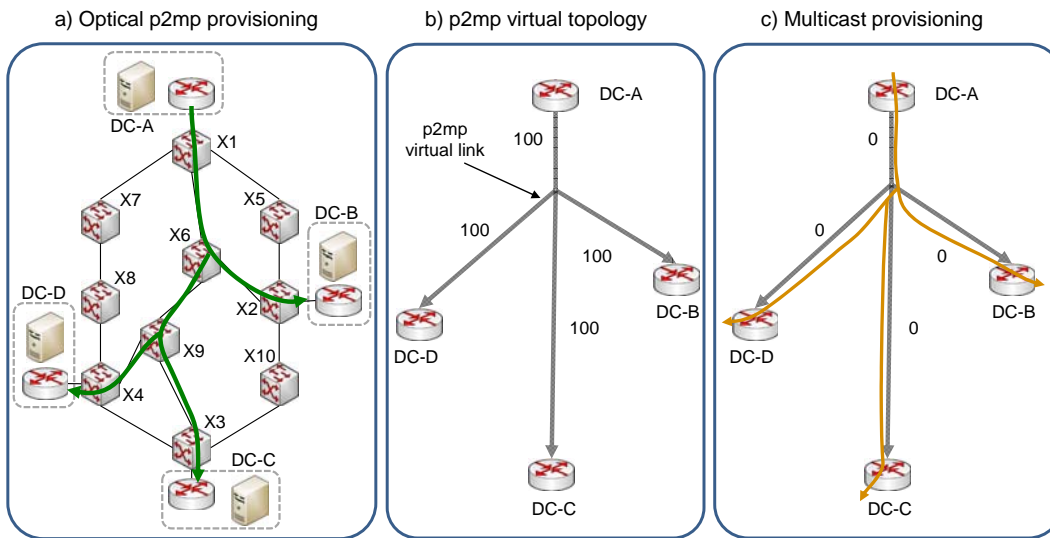 a) Optical p2mp provisioning
b) p2mp virtual topology
c) Multicast provisioning
DC-A
X1
X7
X5
DC-B
X6
X8
DC-D
X2
X9
X10
X4
X3
DC-C
DC-A
p2mp
virtual link
100
100
100
100
DC-B
DC-D
DC-C
DC-A
0
0
0
0
DC-B
DC-D
DC-C